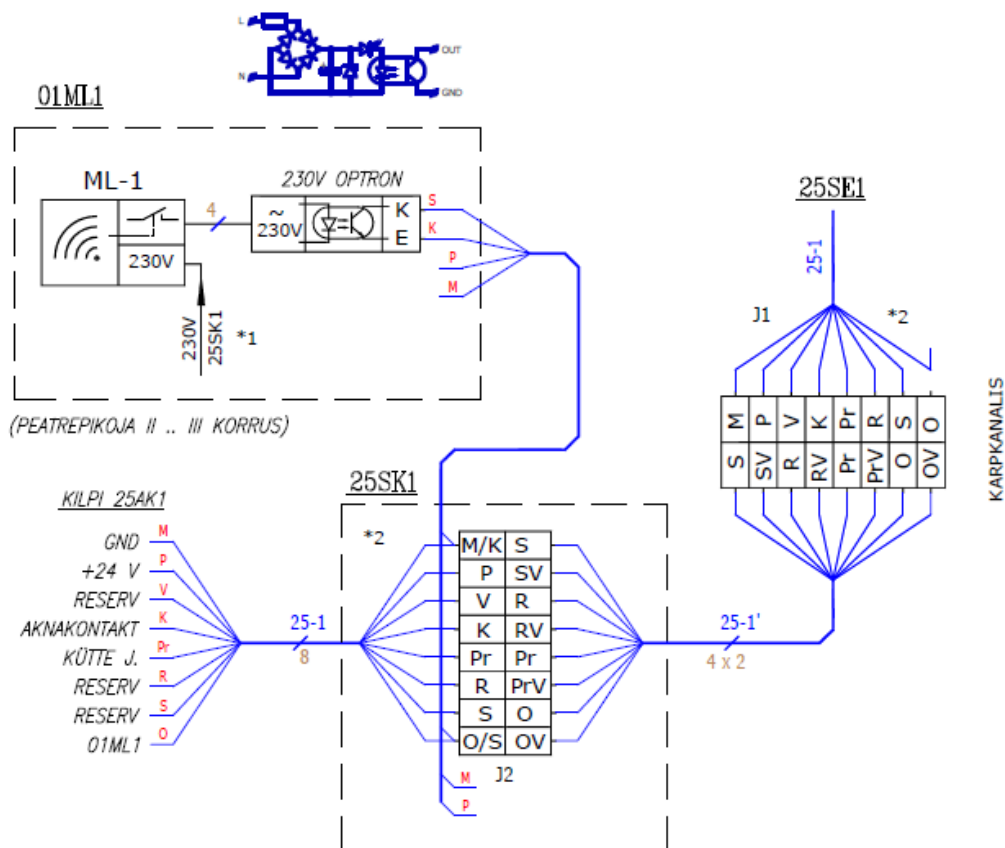 L
N
OUT
GND
01ML1
ML-1
230V
4
230V OPTRON
~
230V
K
E
S
K
P
M
230V
25SK1
*1
(PEATREPIKOJA II .. III KORRUS)
25SE1
25-1
J1
*2
M P V K Pr R S O
S SV R RV Pr PrV O OV
KARPKANALIS
KILPI 25AK1
GND M
+24 V P
RESERV V
AKNAKONTAKT K
KÜTTE J. Pr
RESERV R
RESERV S
01ML1 O
25-1
8
25SK1
*2
M/K S
P SV
V R
K RV
Pr Pr
R PrV
S O
O/S OV
J2
M
P
25-1'
4 x 2